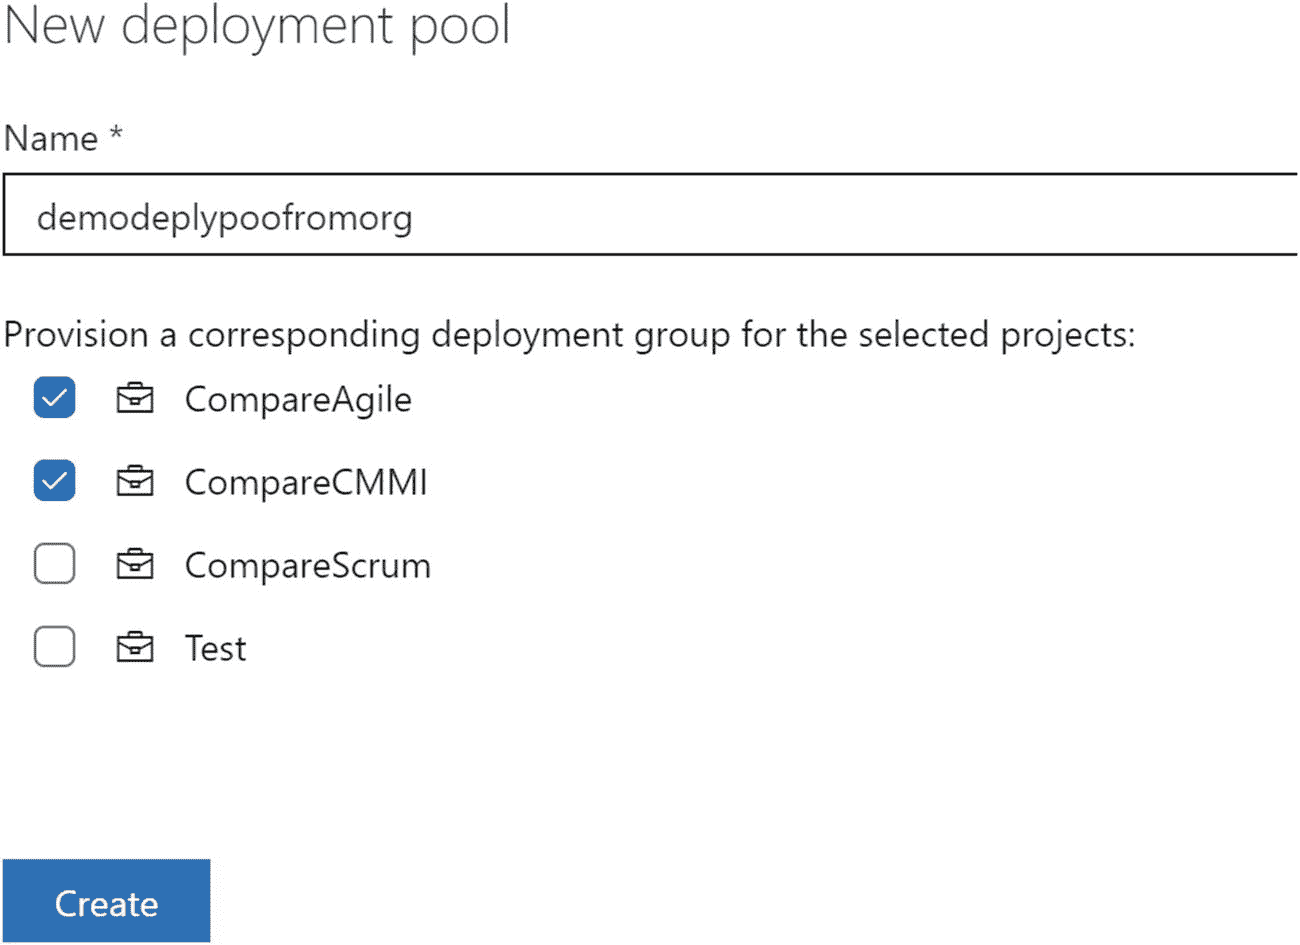 New deployment pool
Name *
demodeplypoofromorg
Provision a corresponding deployment group for the selected projects:
CompareAgile
CompareCMMI
CompareScrum
Test
Create